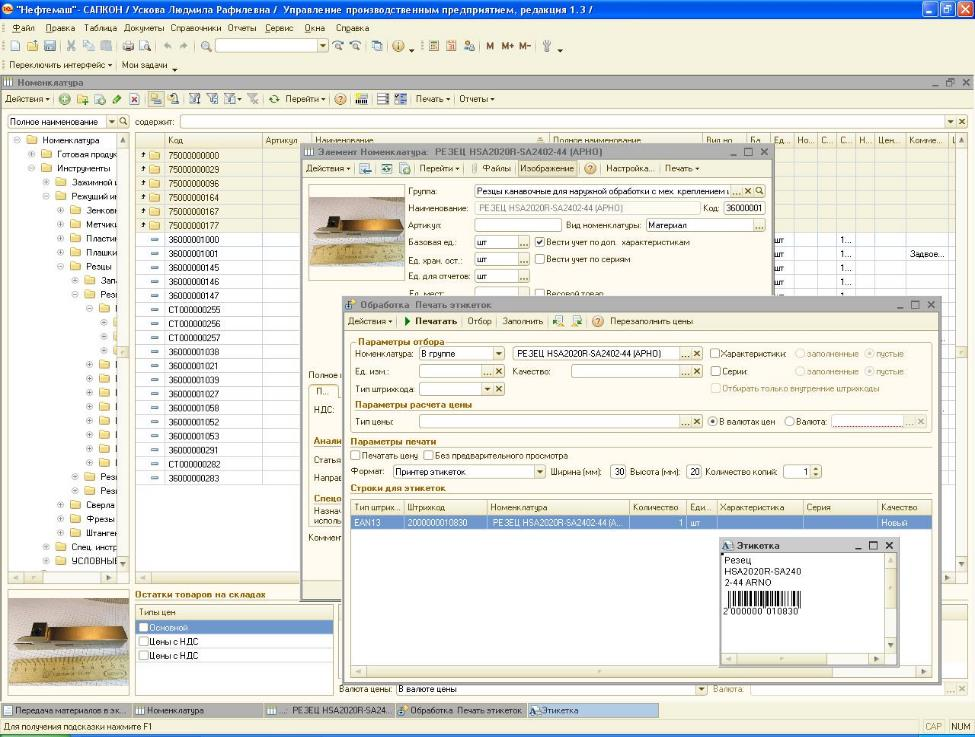 "Нефтемаш"- САПКОН / Ускова Людмила Рафилевна / Управление производственным предприятием, редакция 1.3 /
Файл Правка Таблица Документы Справочники Отчеты Сервис Окна Справка
M M+ M-
Переключить интерфейс Мои задачи
Номенклатура
Действия Перейти Печать Отчеты
Полное наименование содержит:
Номенклатура
Готовая продук
Инструменты
Зажимной и
Режущий ин
Зенков
Метчик
Пластин
Плашки
Резцы
Зап
Рез
Рез
Рез
Сверла
Фрезы
Штанген
Спец. инстр
УСЛОВНЫЕ
Код Артикул Наименование Полное наименование Вид но... Ба... Ед... Но... С... С... Н... Цен... Комме...
75000000000
75000000029
75000000096
75000000164
75000000167
75000000177
36000001000 шт 1...
36000001001 шт 1... Задвое...
36000000145 шт 1...
36000000146 шт 1...
36000000147
СТ000000255
СТ000000256
СТ000000257
36000001038
36000001021
36000001039
36000001027
36000001058
36000001052
36000001053
36000000291
СТ000000282
36000000283
Элемент Номенклатура: РЕЗЕЦ HSA2020R-SA2402-44 (АРНО)
Действия Перейти Файлы Изображение Настройка... Печать
Группа: Резцы канавочные для наружной обработки с мех. креплением
Наименование: РЕЗЕЦ HSA2020R-SA2402-44 (АРНО) Код: 36000001
Артикул: Вид номенклатуры: Материал
Базовая ед.: шт Вести учет по доп. характеристикам
Ед. хран. ост.: шт Вести учет по сериям
Ед. для отчетов: шт
Ед. мест: Весовой товар
Полное
П...
НДС:
Анали
Статья
Направ
Спецо
Назнач
исполь
Коммент
Обработка Печать этикеток
Действия Печатать Отбор Заполнить Перезаполнить цены
Параметры отбора
Номенклатура: В группе РЕЗЕЦ HSA2020R-SA2402-44 (АРНО) Характеристики: заполненные пустые
Ед. изм.: Качество: Серии: заполненные пустые
Тип штрихкода: Отбирать только внутренние штрихкоды
Параметры расчета цены
Тип цены: В валютах цен Валюта:
Параметры печати
Печатать цену Без предварительного просмотра
Формат: Принтер этикеток Ширина (мм): 30 Высота (мм): 20 Количество копий: 1
Строки для этикеток
Тип штрих... Штрихкод Номенклатура Количество Еди... Характеристика Серия Качество
EAN13 2000000010830 РЕЗЕЦ HSA2020R-SA2402-44 (А... 1 шт Новый
Этикетка
Резец
HSA2020R-SA240
2-44 ARNO
2 000000 010830
Остатки товаров на складах
Типы цен
Основной
Цены с НДС
Цены с НДС
Валюта цены: В валюте цены Валюта:
Передача материалов в эк... Номенклатура ...: РЕЗЕЦ HSA2020R-SA24... Обработка Печать этикеток Этикетка
Для получения подсказки нажмите F1 CAP NUM